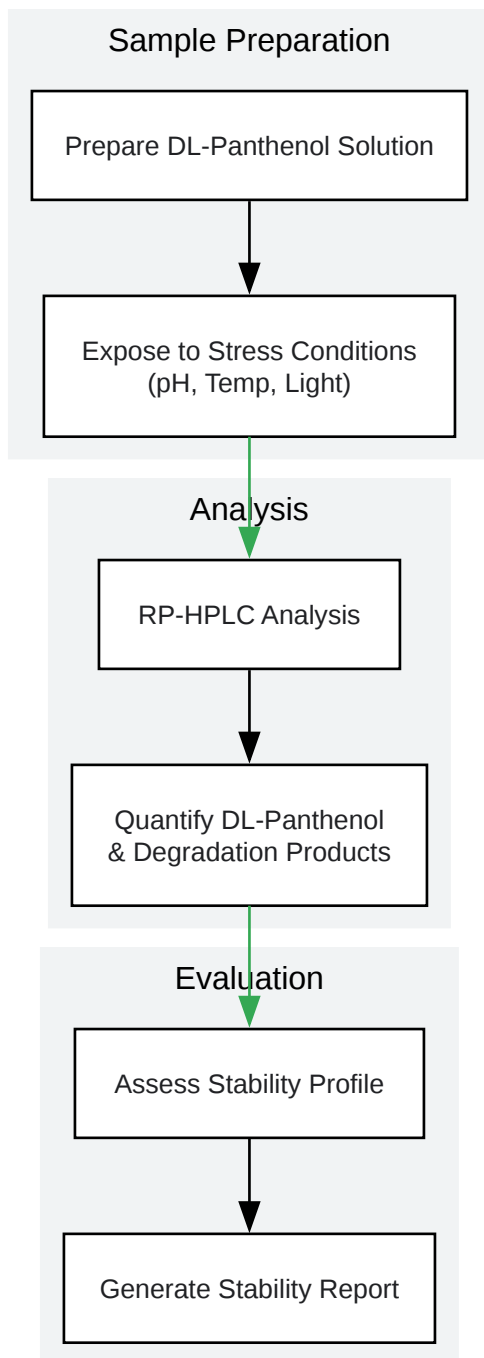 Sample Preparation
Prepare DL-Panthenol Solution
Expose to Stress Conditions
(pH, Temp, Light)
Analysis
RP-HPLC Analysis
Quantify DL-Panthenol
& Degradation Products
Evaluation
Assess Stability Profile
Generate Stability Report